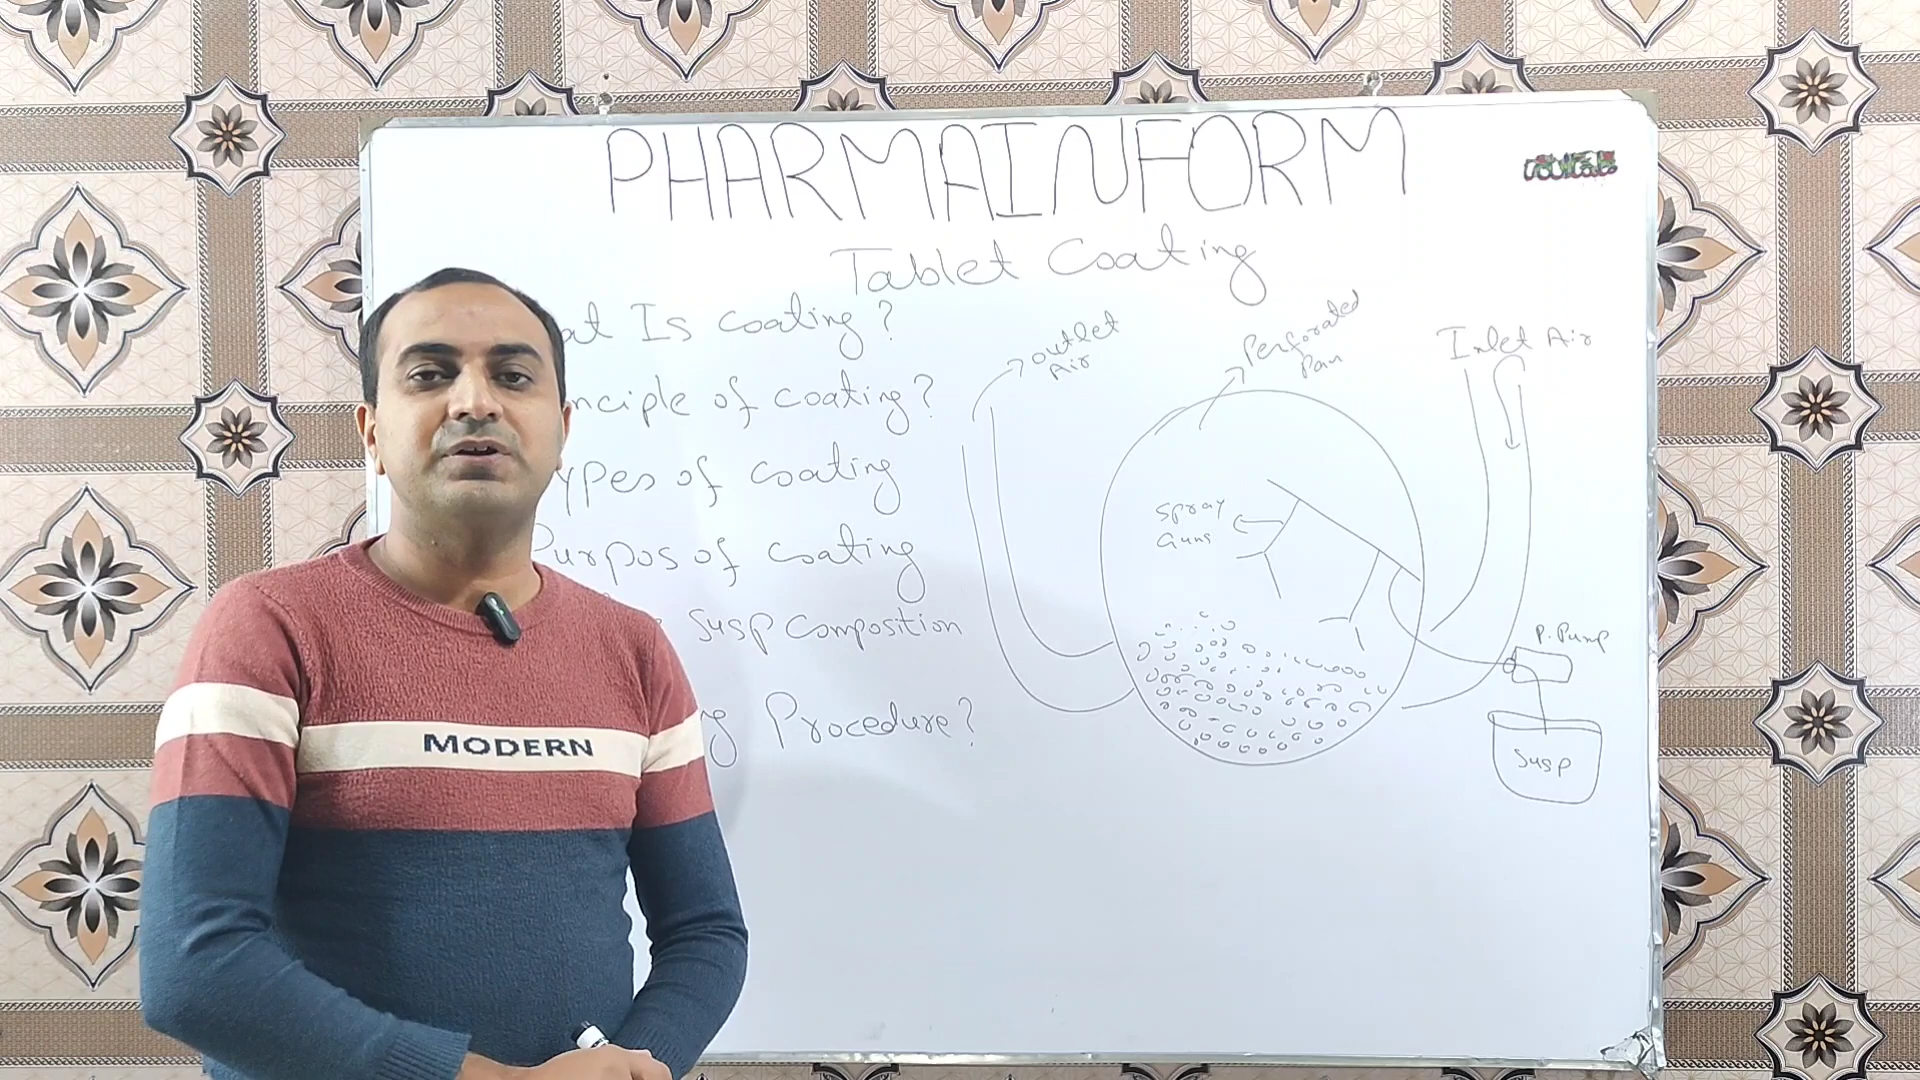 PHARMAINFORM
Tablet Coating
at Is coating?
nciple of coating?
ypes of coating
Purpos of coating
Susp Composition
g Procedure?
outlet
Air
Perforated
Pan
Inlet Air
Spray
Guns
P. Pump
Susp
MODERN